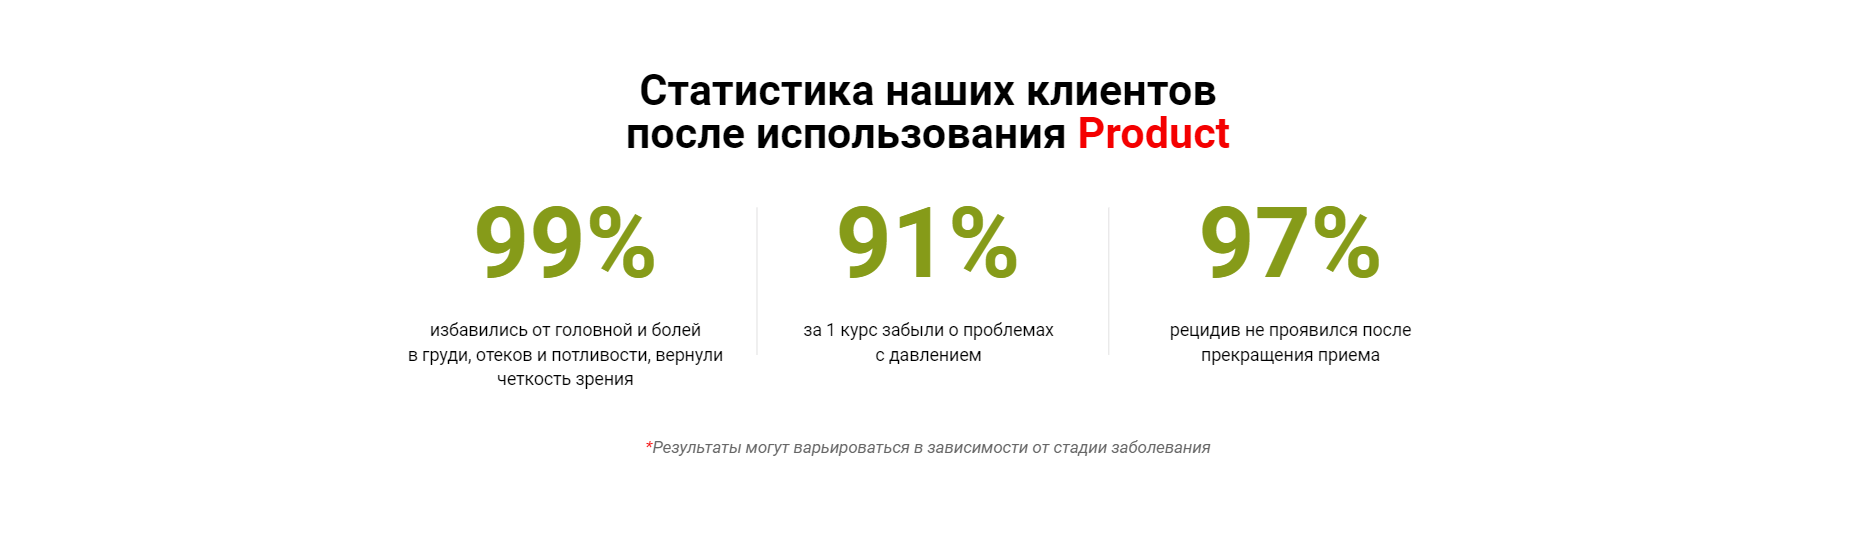 Статистика наших клиентов
после использования Product
99%
избавились от головной и болей
в груди, отеков и потливости, вернули
четкость зрения
91%
за 1 курс забыли о проблемах
с давлением
97%
рецидив не проявился после
прекращения приема
*Результаты могут варьироваться в зависимости от стадии заболевания